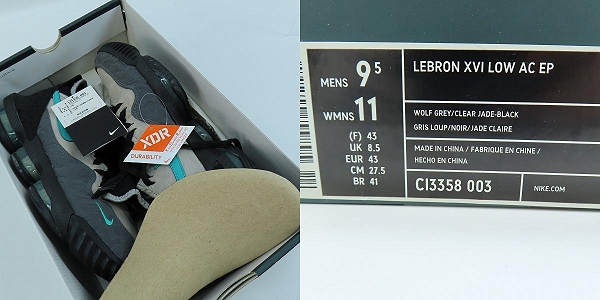 XDR
DURABILITY
MENS 9 5
WMNS 11
(F) 43
UK 8.5
EUR 43
CM 27.5
BR 41
LEBRON XVI LOW AC EP
WOLF GREY/CLEAR JADE-BLACK
GRIS LOUP/NOIR/JADE CLAIRE
MADE IN CHINA / FABRIQUE EN CHINE /
HECHO EN CHINA
CI3358 003
NIKE.COM